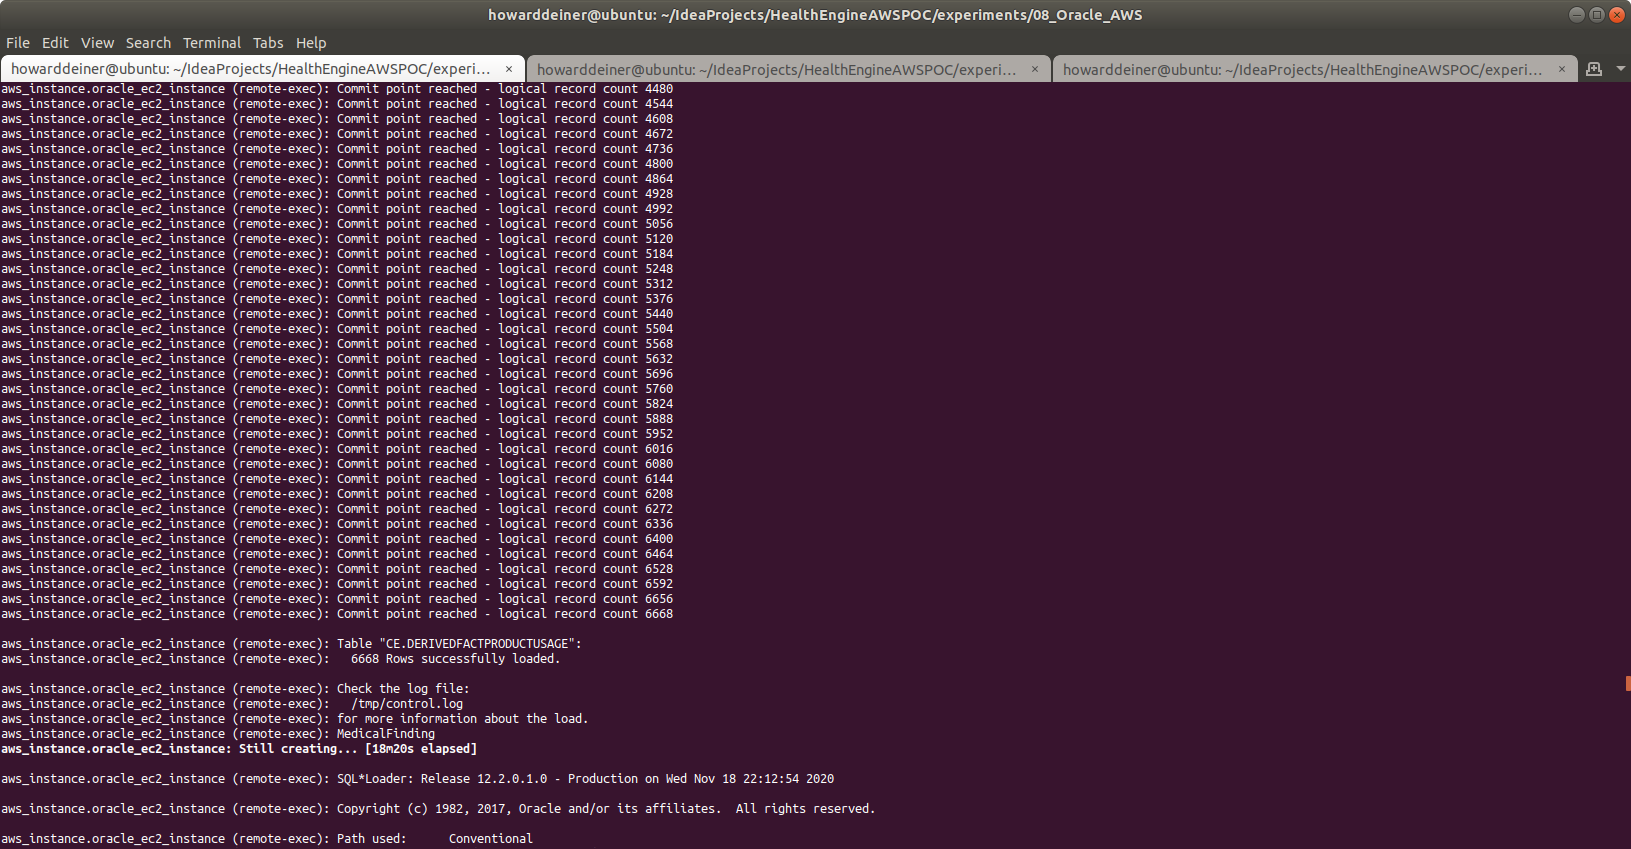 howarddeiner@ubuntu: ~/IdeaProjects/HealthEngineAWSPOC/experiments/08_Oracle_AWS
File Edit View Search Terminal Tabs Help
howarddeiner@ubuntu: ~/IdeaProjects/HealthEngineAWSPOC/experi... × howarddeiner@ubuntu: ~/IdeaProjects/HealthEngineAWSPOC/experi... × howarddeiner@ubuntu: ~/IdeaProjects/HealthEngineAWSPOC/experi... ×
aws_instance.oracle_ec2_instance (remote-exec): Commit point reached - logical record count 4480
aws_instance.oracle_ec2_instance (remote-exec): Commit point reached - logical record count 4544
aws_instance.oracle_ec2_instance (remote-exec): Commit point reached - logical record count 4608
aws_instance.oracle_ec2_instance (remote-exec): Commit point reached - logical record count 4672
aws_instance.oracle_ec2_instance (remote-exec): Commit point reached - logical record count 4736
aws_instance.oracle_ec2_instance (remote-exec): Commit point reached - logical record count 4800
aws_instance.oracle_ec2_instance (remote-exec): Commit point reached - logical record count 4864
aws_instance.oracle_ec2_instance (remote-exec): Commit point reached - logical record count 4928
aws_instance.oracle_ec2_instance (remote-exec): Commit point reached - logical record count 4992
aws_instance.oracle_ec2_instance (remote-exec): Commit point reached - logical record count 5056
aws_instance.oracle_ec2_instance (remote-exec): Commit point reached - logical record count 5120
aws_instance.oracle_ec2_instance (remote-exec): Commit point reached - logical record count 5184
aws_instance.oracle_ec2_instance (remote-exec): Commit point reached - logical record count 5248
aws_instance.oracle_ec2_instance (remote-exec): Commit point reached - logical record count 5312
aws_instance.oracle_ec2_instance (remote-exec): Commit point reached - logical record count 5376
aws_instance.oracle_ec2_instance (remote-exec): Commit point reached - logical record count 5440
aws_instance.oracle_ec2_instance (remote-exec): Commit point reached - logical record count 5504
aws_instance.oracle_ec2_instance (remote-exec): Commit point reached - logical record count 5568
aws_instance.oracle_ec2_instance (remote-exec): Commit point reached - logical record count 5632
aws_instance.oracle_ec2_instance (remote-exec): Commit point reached - logical record count 5696
aws_instance.oracle_ec2_instance (remote-exec): Commit point reached - logical record count 5760
aws_instance.oracle_ec2_instance (remote-exec): Commit point reached - logical record count 5824
aws_instance.oracle_ec2_instance (remote-exec): Commit point reached - logical record count 5888
aws_instance.oracle_ec2_instance (remote-exec): Commit point reached - logical record count 5952
aws_instance.oracle_ec2_instance (remote-exec): Commit point reached - logical record count 6016
aws_instance.oracle_ec2_instance (remote-exec): Commit point reached - logical record count 6080
aws_instance.oracle_ec2_instance (remote-exec): Commit point reached - logical record count 6144
aws_instance.oracle_ec2_instance (remote-exec): Commit point reached - logical record count 6208
aws_instance.oracle_ec2_instance (remote-exec): Commit point reached - logical record count 6272
aws_instance.oracle_ec2_instance (remote-exec): Commit point reached - logical record count 6336
aws_instance.oracle_ec2_instance (remote-exec): Commit point reached - logical record count 6400
aws_instance.oracle_ec2_instance (remote-exec): Commit point reached - logical record count 6464
aws_instance.oracle_ec2_instance (remote-exec): Commit point reached - logical record count 6528
aws_instance.oracle_ec2_instance (remote-exec): Commit point reached - logical record count 6592
aws_instance.oracle_ec2_instance (remote-exec): Commit point reached - logical record count 6656
aws_instance.oracle_ec2_instance (remote-exec): Commit point reached - logical record count 6668
aws_instance.oracle_ec2_instance (remote-exec): Table "CE.DERIVEDFACTPRODUCTUSAGE":
aws_instance.oracle_ec2_instance (remote-exec):   6668 Rows successfully loaded.
aws_instance.oracle_ec2_instance (remote-exec): Check the log file:
aws_instance.oracle_ec2_instance (remote-exec):   /tmp/control.log
aws_instance.oracle_ec2_instance (remote-exec): for more information about the load.
aws_instance.oracle_ec2_instance (remote-exec): MedicalFinding
aws_instance.oracle_ec2_instance: Still creating... [18m20s elapsed]
aws_instance.oracle_ec2_instance (remote-exec): SQL*Loader: Release 12.2.0.1.0 - Production on Wed Nov 18 22:12:54 2020
aws_instance.oracle_ec2_instance (remote-exec): Copyright (c) 1982, 2017, Oracle and/or its affiliates.  All rights reserved.
aws_instance.oracle_ec2_instance (remote-exec): Path used:      Conventional